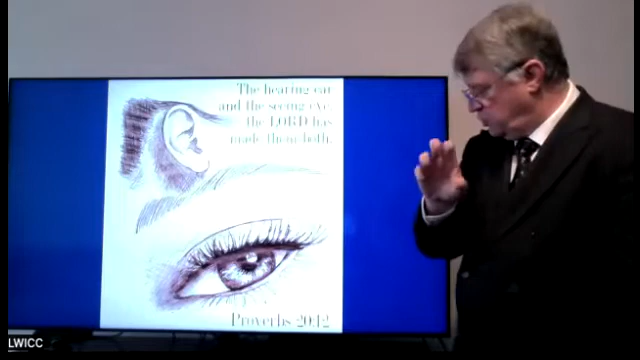 The hearing ear
and the seeing eye,
the LORD has
made them both.
Proverbs 20:12
LWICC